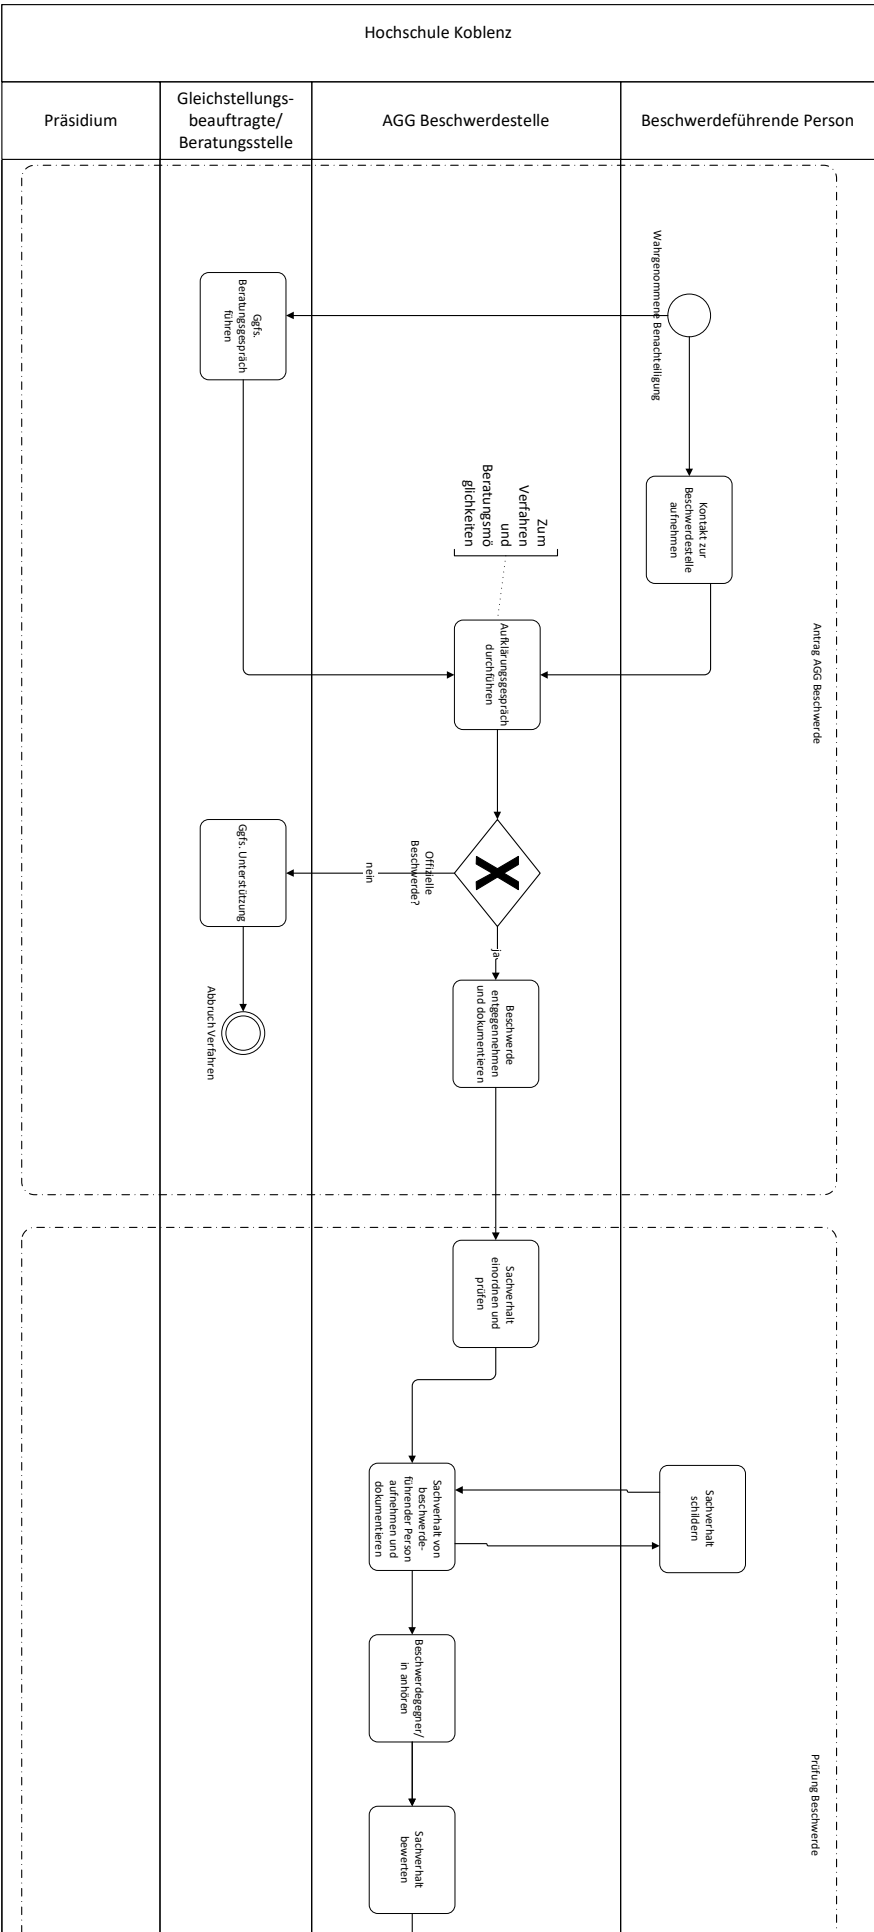 Hochschule Koblenz
Präsidium
Gleichstellungs-
beauftragte/
Beratungsstelle
AGG Beschwerdestelle
Beschwerdeführende Person
Wahrgenommene Benachteiligung
Ggfs.
Beratungsgespräch
führen
Kontakt zur
Beschwerdestelle
aufnehmen
Zum
Verfahren
und
Beratungsmö
glichkeiten
Aufklärungsgespräch
durchführen
Antrag AGG Beschwerde
Offizielle
Beschwerde?
nein
ja
Ggfs. Unterstützung
Abbruch Verfahren
Beschwerde
entgegennehmen
und dokumentieren
Sachverhalt
einordnen und
prüfen
Sachverhalt von
beschwerde-
führender Person
aufnehmen und
dokumentieren
Sachverhalt
schildern
Beschwerdegegner/
in anhören
Sachverhalt
bewerten
Prüfung Beschwerde